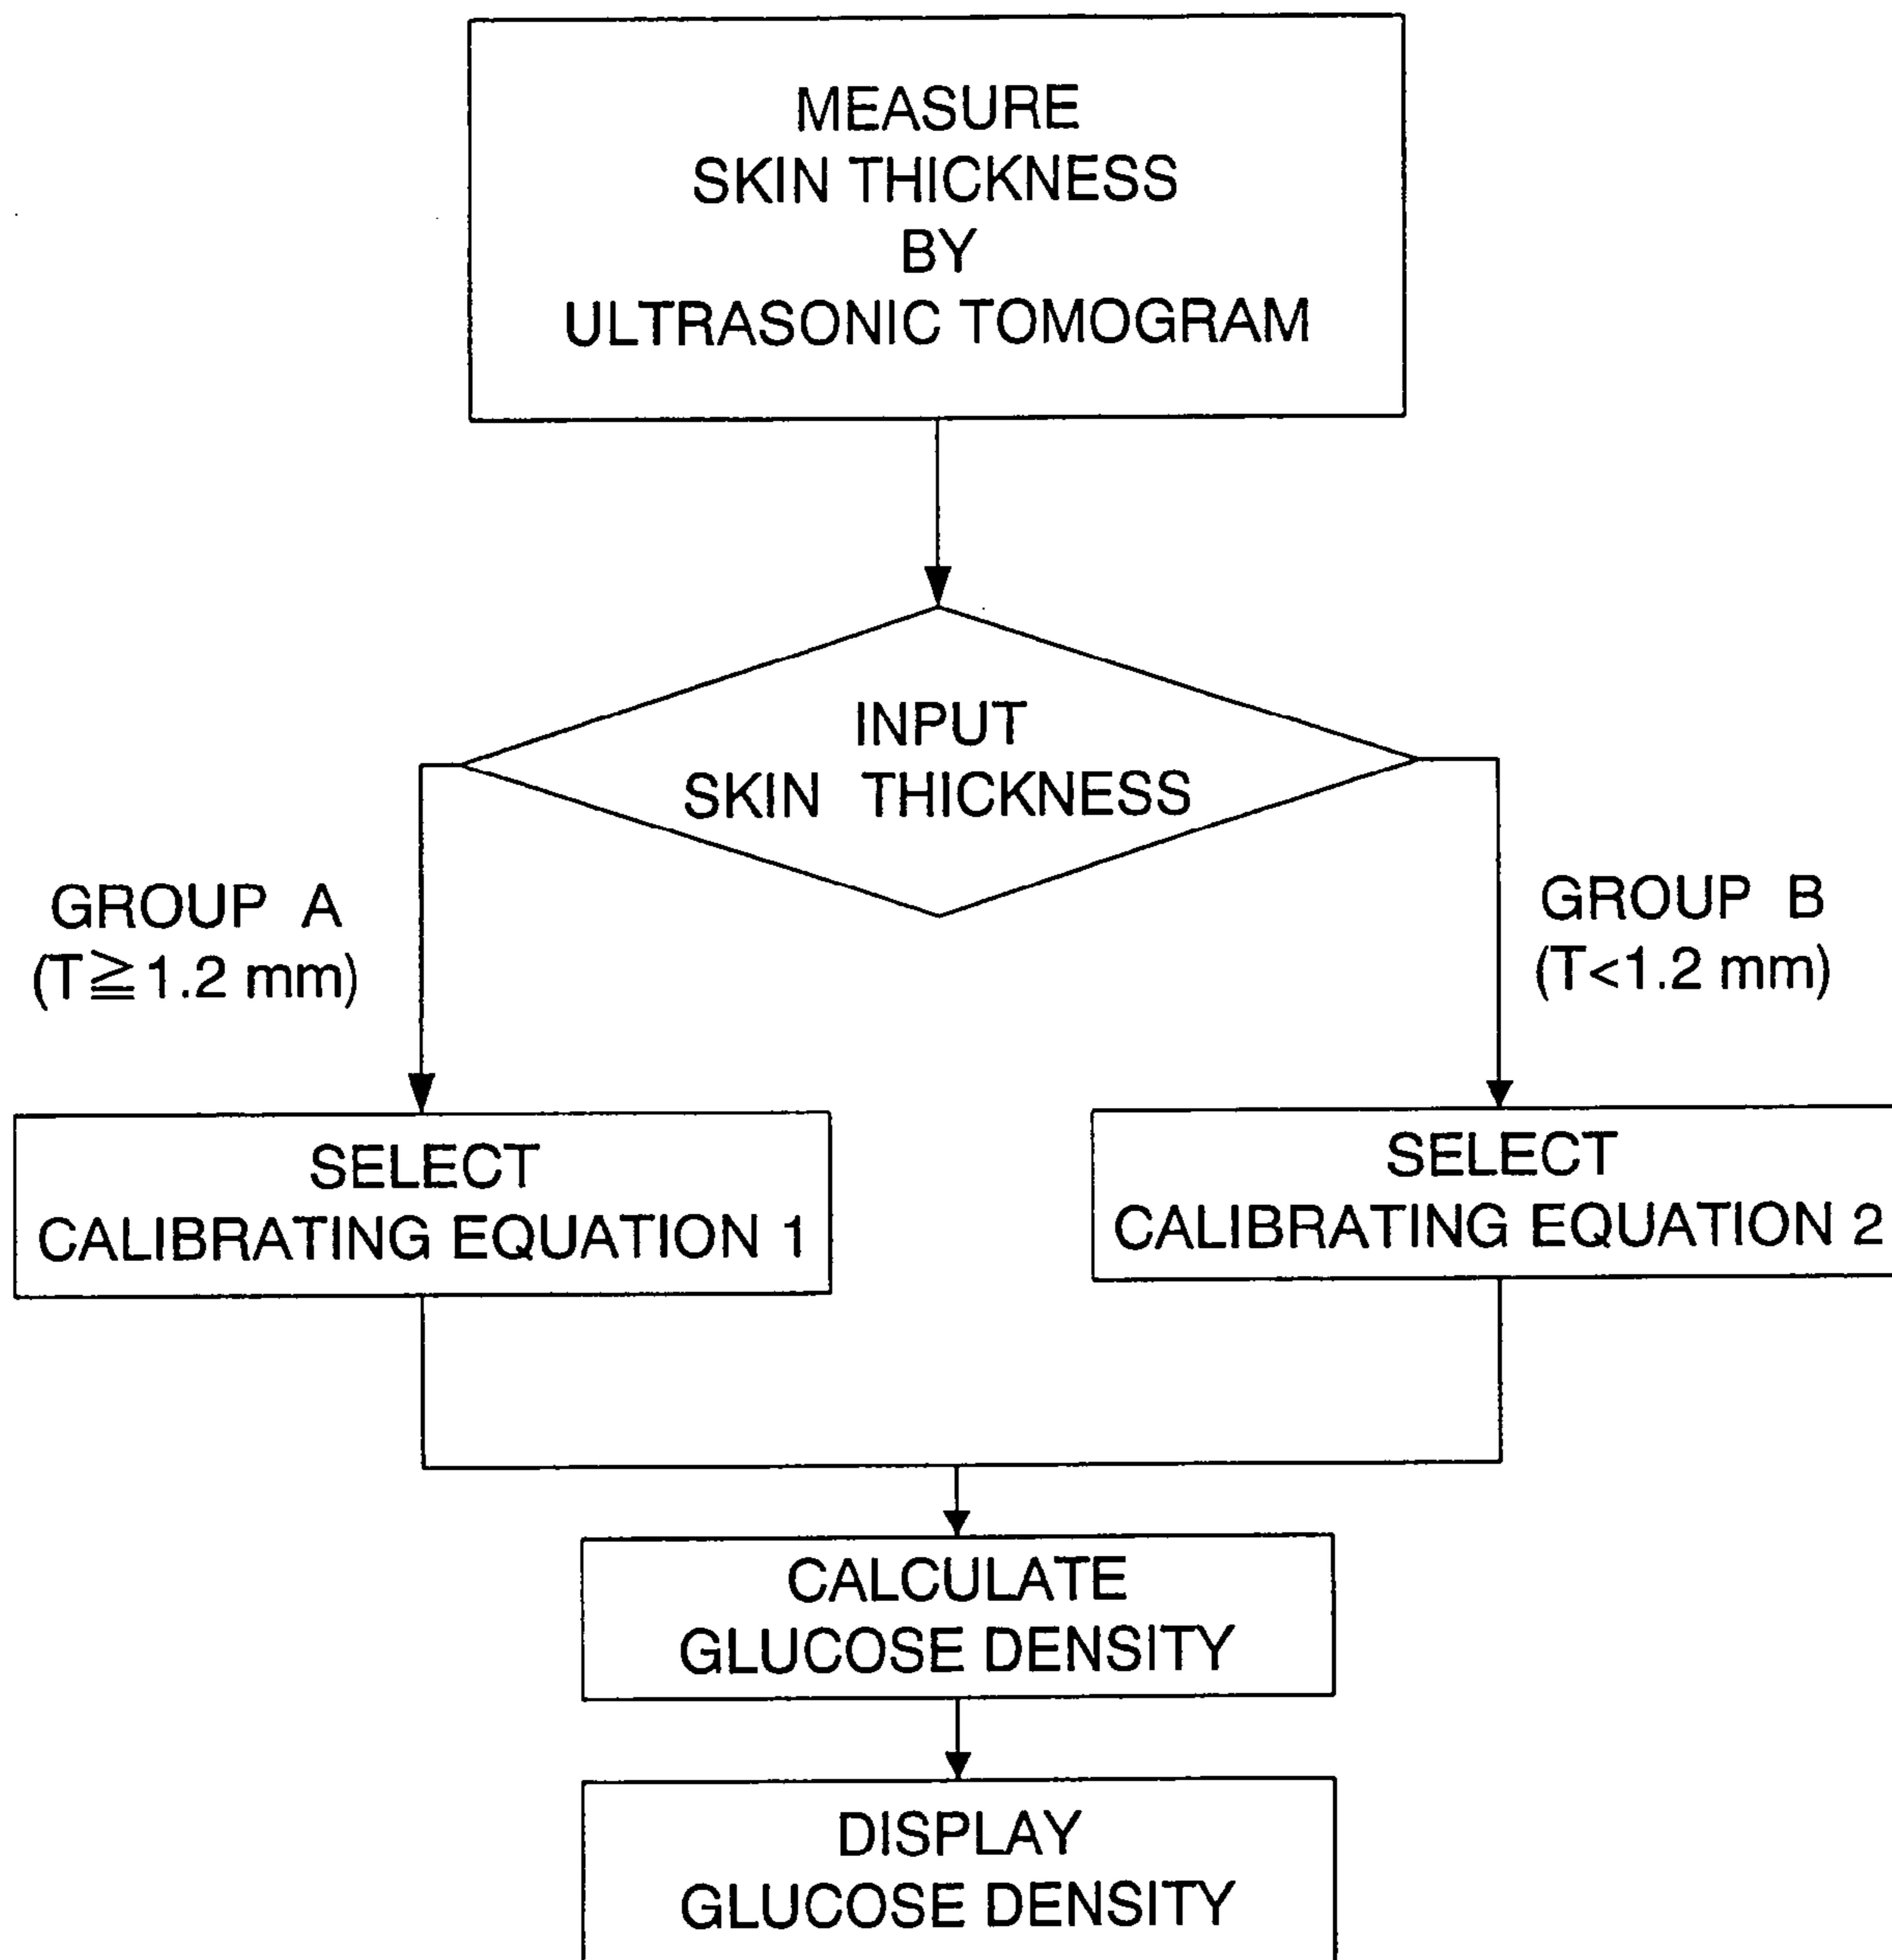 MEASURE
SKIN THICKNESS
BY
ULTRASONIC TOMOGRAM
INPUT
SKIN THICKNESS
GROUP A
(T≧1.2 mm)
GROUP B
(T<1.2 mm)
SELECT
CALIBRATING EQUATION 1
SELECT
CALIBRATING EQUATION 2
CALCULATE
GLUCOSE DENSITY
DISPLAY
GLUCOSE DENSITY